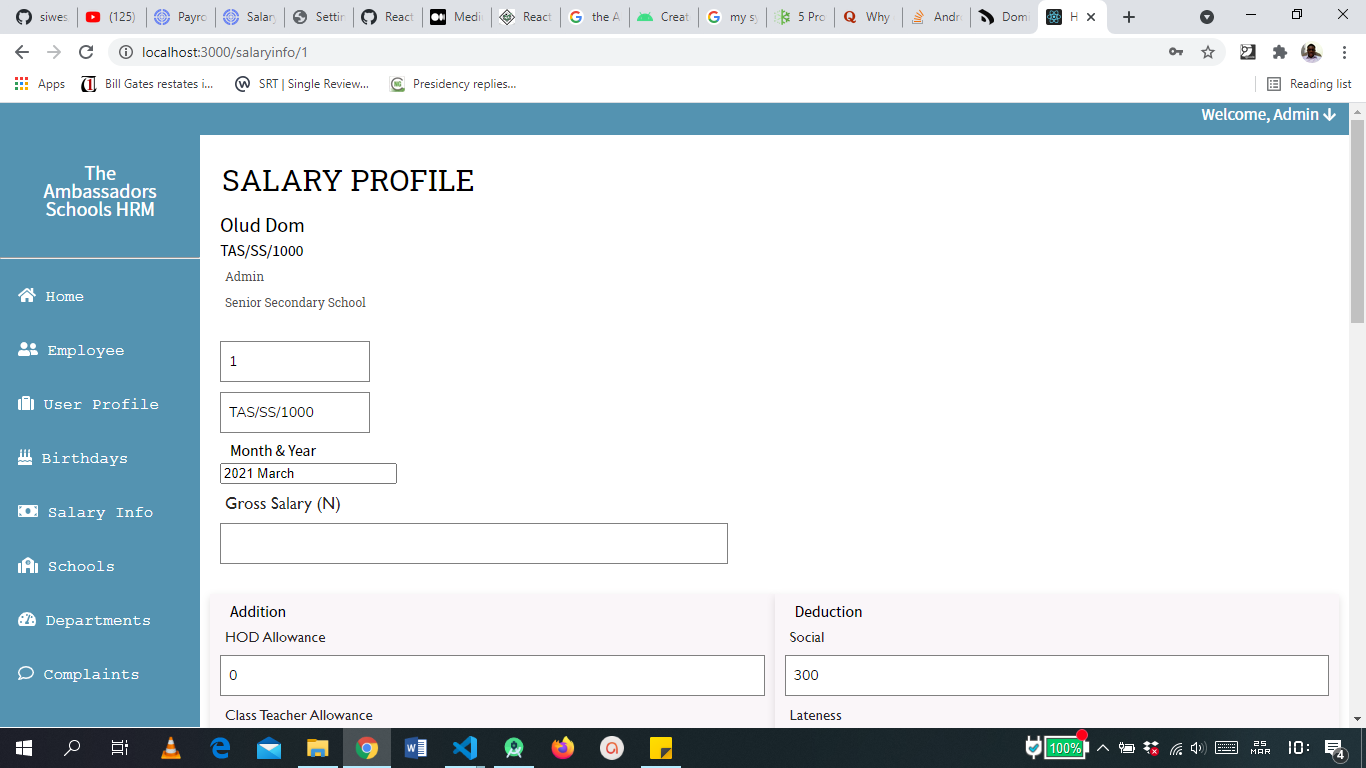 siwes
(125)
Payro
Salary
Settin
React
Medi
React
the A
Creat
my sy
5 Pro
Why
Andr
Dom
H
localhost:3000/salaryinfo/1
Apps
Bill Gates restates i...
SRT | Single Review...
Presidency replies...
Reading list
Welcome, Admin
The
Ambassadors
Schools HRM
Home
Employee
User Profile
Birthdays
Salary Info
Schools
Departments
Complaints
SALARY PROFILE
Olud Dom
TAS/SS/1000
Admin
Senior Secondary School
1
TAS/SS/1000
Month & Year
2021 March
Gross Salary (N)
Addition
HOD Allowance
0
Class Teacher Allowance
Deduction
Social
300
Lateness
100%
25
MAR
10:
4